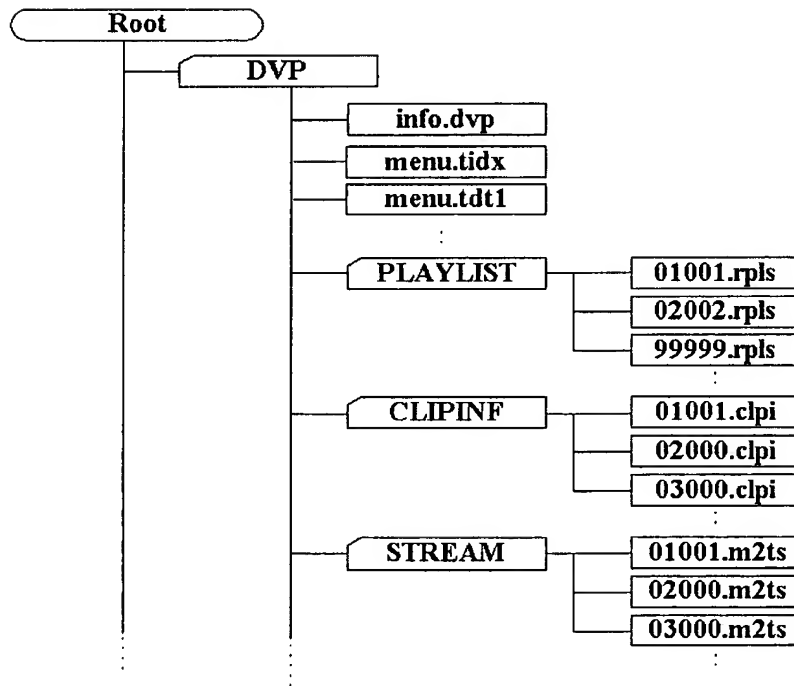 Root
DVP
info.dvp
menu.tidx
menu.tdt1
PLAYLIST
01001.rpls
02002.rpls
99999.rpls
CLIPINF
01001.clpi
02000.clpi
03000.clpi
STREAM
01001.m2ts
02000.m2ts
03000.m2ts